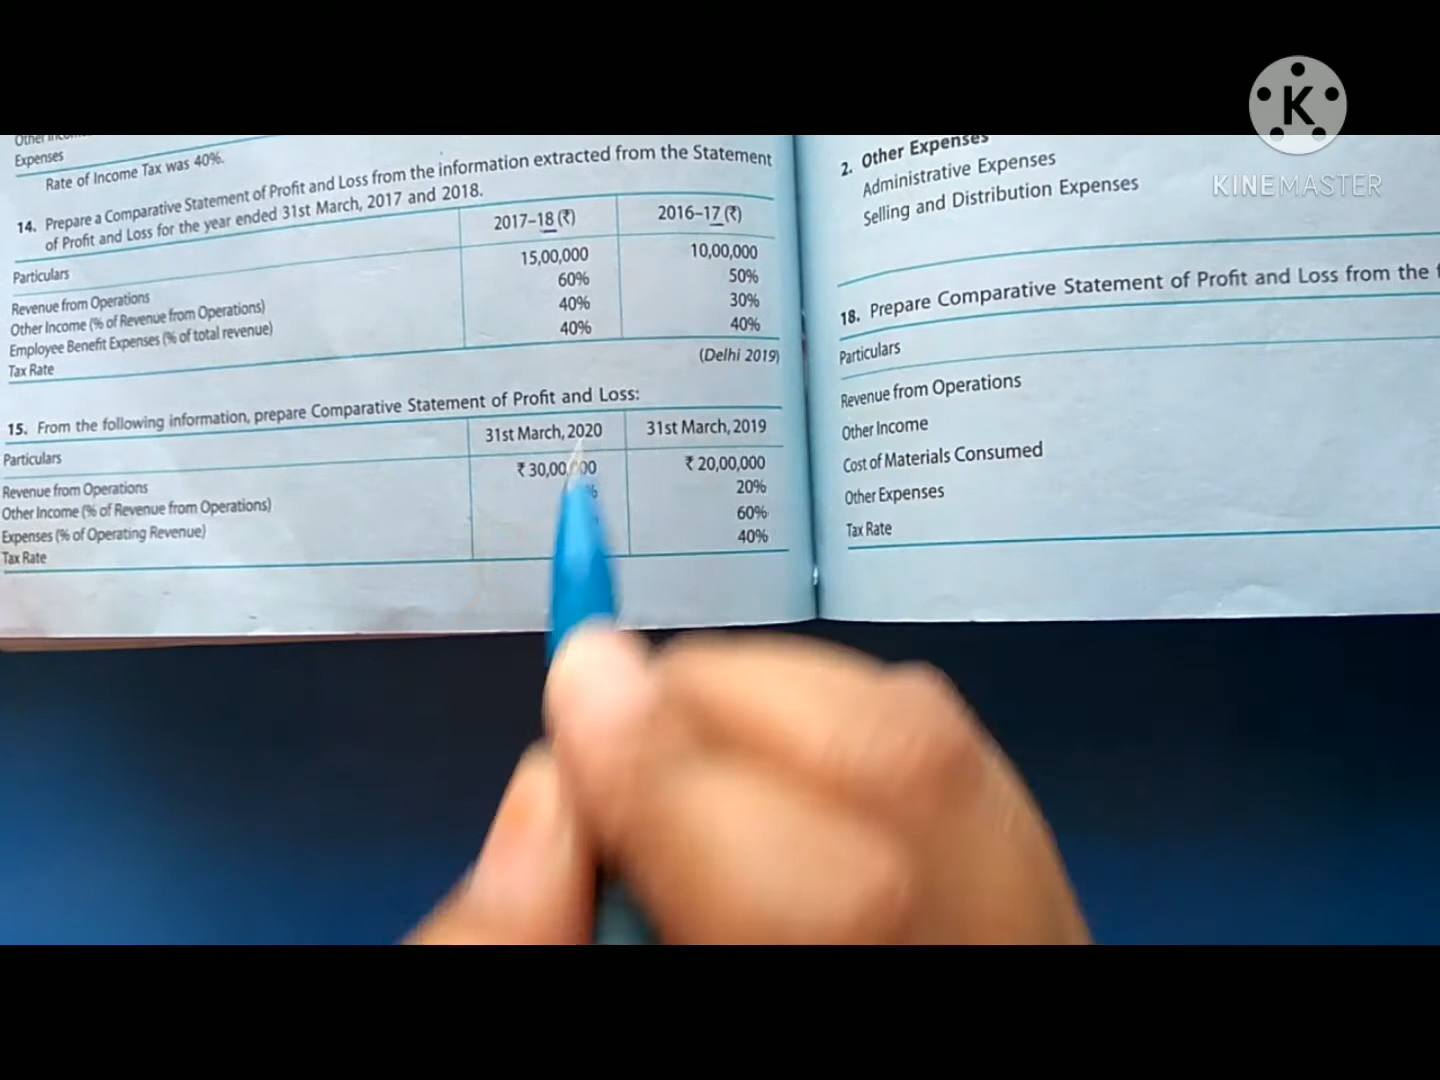 Expenses
Rate of Income Tax was 40%.
14. Prepare a Comparative Statement of Profit and Loss from the information extracted from the Statement
of Profit and Loss for the year ended 31st March, 2017 and 2018.
Particulars 2017–18 (₹) 2016–17 (₹)
Revenue from Operations 15,00,000 10,00,000
Other Income (% of Revenue from Operations) 60% 50%
Employee Benefit Expenses (% of total revenue) 40% 30%
Tax Rate 40% 40%
(Delhi 2019)
15. From the following information, prepare Comparative Statement of Profit and Loss:
Particulars 31st March, 2020 31st March, 2019
Revenue from Operations ₹ 20,00,000
Other Income (% of Revenue from Operations) 20%
Expenses (% of Operating Revenue) 60%
Tax Rate 40%
2. Other Expenses
Administrative Expenses
Selling and Distribution Expenses
18. Prepare Comparative Statement of Profit and Loss from the
Particulars
Revenue from Operations
Other Income
Cost of Materials Consumed
Other Expenses
Tax Rate
K
KINEMASTER